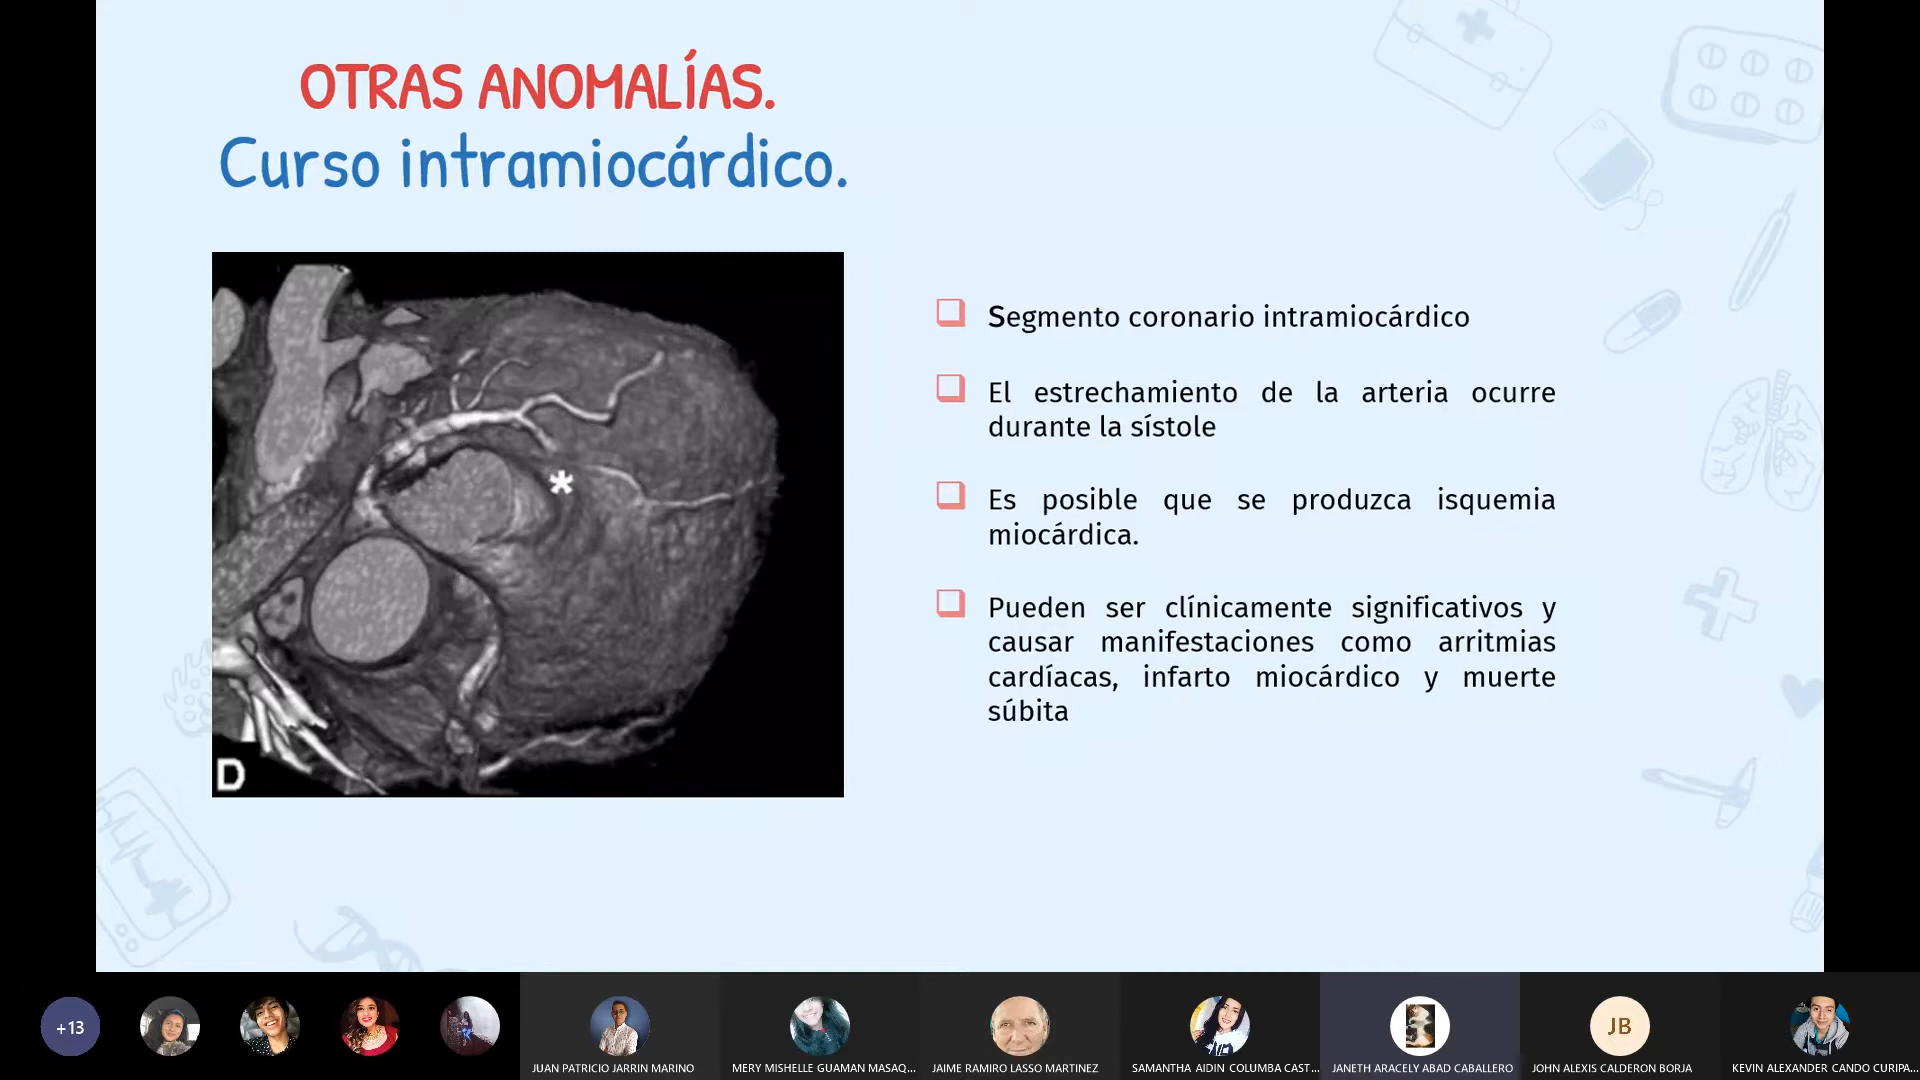 OTRAS ANOMALÍAS.
Curso intramiocárdico.
*
D
Segmento coronario intramiocárdico
El estrechamiento de la arteria ocurre
durante la sístole
Es posible que se produzca isquemia
miocárdica.
Pueden ser clínicamente significativos y
causar manifestaciones como arritmias
cardíacas, infarto miocárdico y muerte
súbita
+13
JB
JUAN PATRICIO JARRIN MARINO
MERY MISHELLE GUAMAN MASAQ...
JAIME RAMIRO LASSO MARTINEZ
SAMANTHA AIDIN COLUMBA CAST...
JANETH ARACELY ABAD CABALLERO
JOHN ALEXIS CALDERON BORJA
KEVIN ALEXANDER CANDO CURIPA...